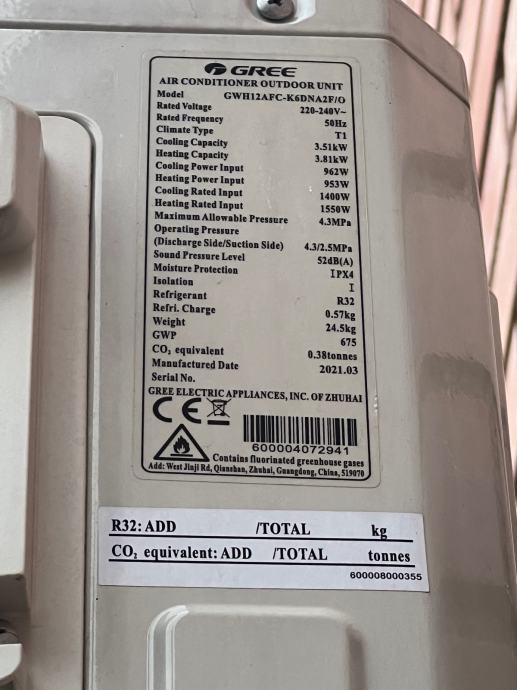 GREE
AIR CONDITIONER OUTDOOR UNIT
Model GWH12AFC-K6DNA2F/O
Rated Voltage 220-240V~
Rated Frequency 50Hz
Climate Type T1
Cooling Capacity 3.51kW
Heating Capacity 3.81kW
Cooling Power Input 962W
Heating Power Input 953W
Cooling Rated Input 1400W
Heating Rated Input 1550W
Maximum Allowable Pressure 4.3MPa
Operating Pressure
(Discharge Side/Suction Side) 4.3/2.5MPa
Sound Pressure Level 52dB(A)
Moisture Protection IPX4
Isolation I
Refrigerant R32
Refri. Charge 0.57kg
Weight 24.5kg
GWP 675
CO₂ equivalent 0.38tonnes
Manufactured Date 2021.03
Serial No.
GREE ELECTRIC APPLIANCES, INC. OF ZHUHAI
CE
600004072941
Contains fluorinated greenhouse gases
Add: West Jinji Rd, Qianshan, Zhuhai, Guangdong, China, 519070
R32: ADD /TOTAL kg
CO₂ equivalent: ADD /TOTAL tonnes
600008000355